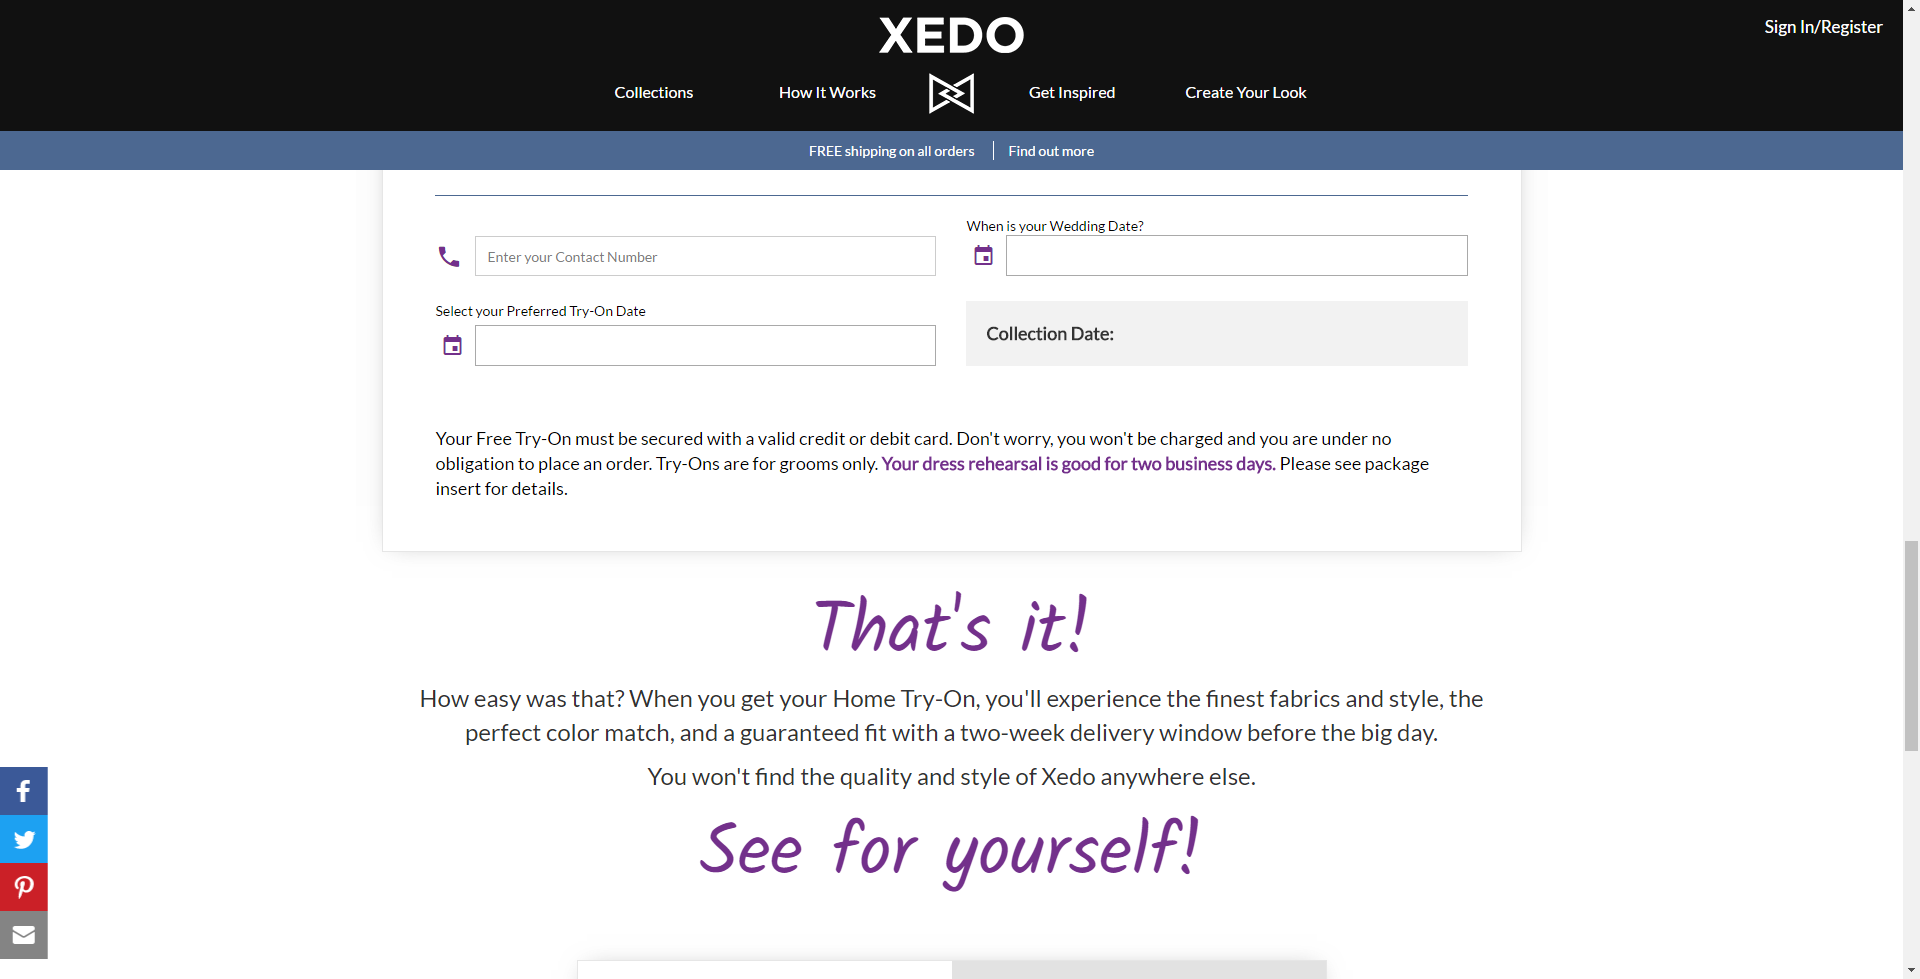 XEDO
Sign In/Register
Collections
How It Works
Get Inspired
Create Your Look
FREE shipping on all orders
Find out more
When is your Wedding Date?
Enter your Contact Number
Select your Preferred Try-On Date
Collection Date:
Your Free Try-On must be secured with a valid credit or debit card. Don't worry, you won't be charged and you are under no
obligation to place an order. Try-Ons are for grooms only. Your dress rehearsal is good for two business days. Please see package
insert for details.
That's it!
How easy was that? When you get your Home Try-On, you'll experience the finest fabrics and style, the
perfect color match, and a guaranteed fit with a two-week delivery window before the big day.
You won't find the quality and style of Xedo anywhere else.
See for yourself!